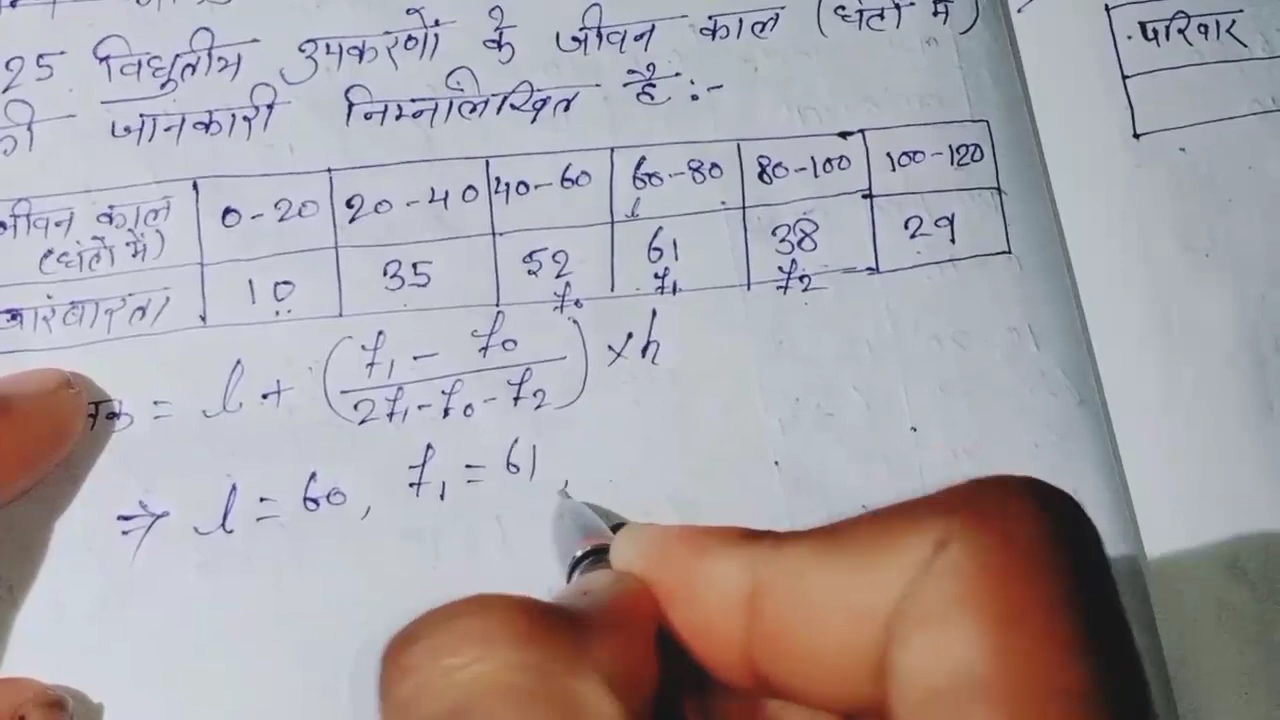 25 विधुतीय उपकरणों के जीवन काल (घंटों में)
की जानकारी निम्नलिखित है :-
जीवन काल (घंटों में) 0-20 20-40 40-60 60-80 80-100 100-120
l
बारंबारता 10 35 52 61 38 29
f₀ f₁ f₂
= l + (f₁ - f₀ / 2f₁ - f₀ - f₂) × h
⇒ l = 60, f₁ = 61,
परिवार